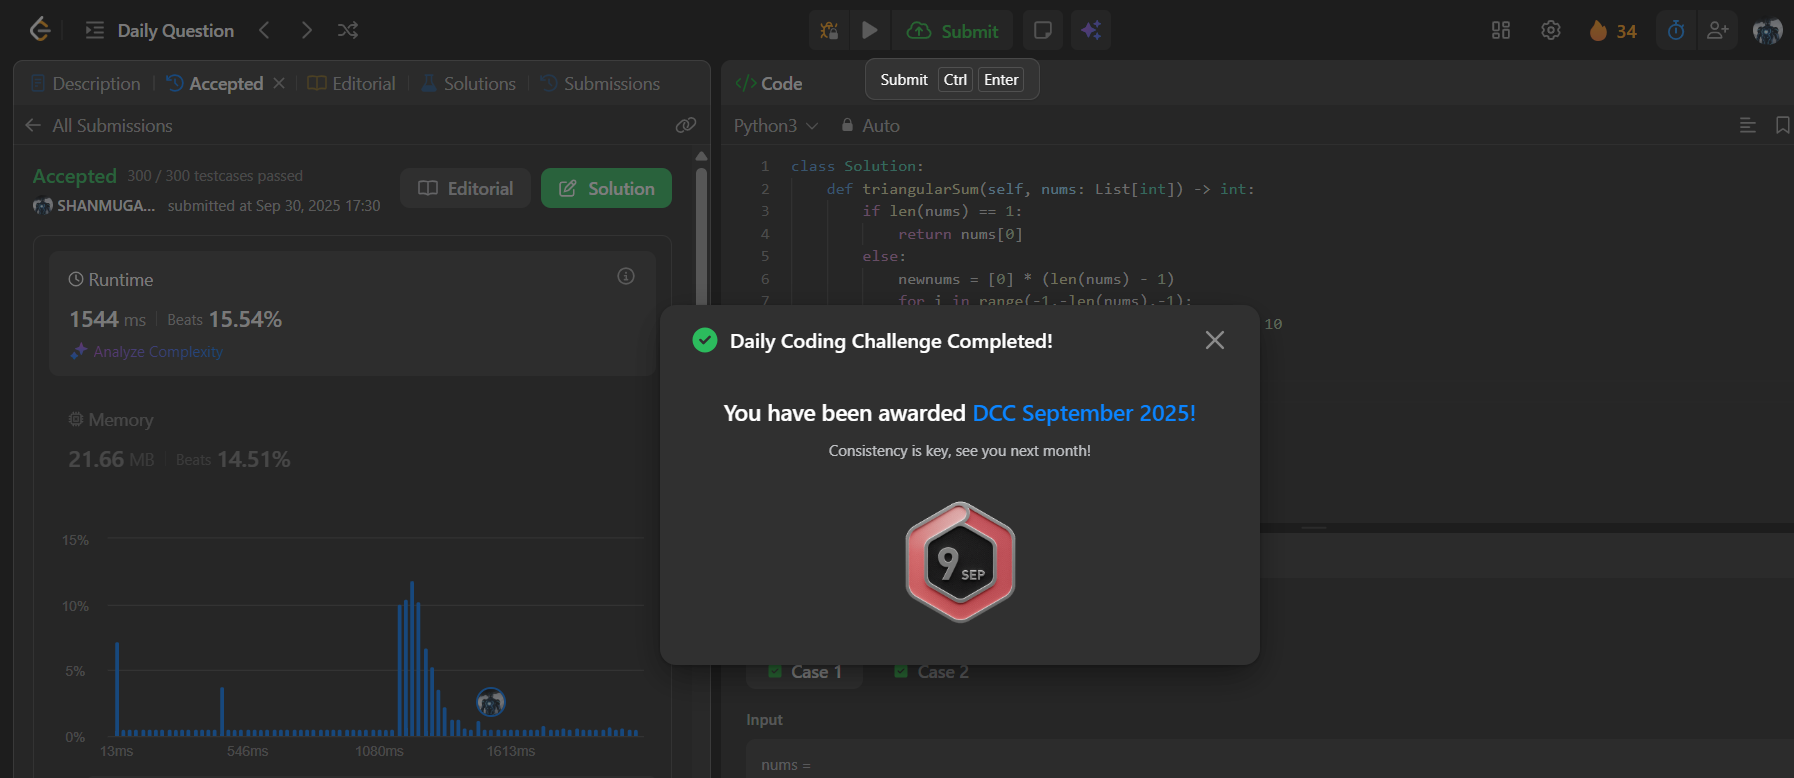 Daily Question
Submit
34
Description
Accepted
Editorial
Solutions
Submissions
</> Code
Submit Ctrl Enter
All Submissions
Python3
Auto
Accepted 300 / 300 testcases passed
Editorial
Solution
SHANMUGA... submitted at Sep 30, 2025 17:30
Runtime
1544 ms Beats 15.54%
Analyze Complexity
Memory
21.66 MB Beats 14.51%
15%
10%
5%
0%
13ms 546ms 1080ms 1613ms
1 class Solution:
2 def triangularSum(self, nums: List[int]) -> int:
3 if len(nums) == 1:
4 return nums[0]
5 else:
6 newnums = [0] * (len(nums) - 1)
7 for i in range(-1,-len(nums),-1):
10
Daily Coding Challenge Completed!
You have been awarded DCC September 2025!
Consistency is key, see you next month!
9 SEP
Case 1
Case 2
Input
nums =